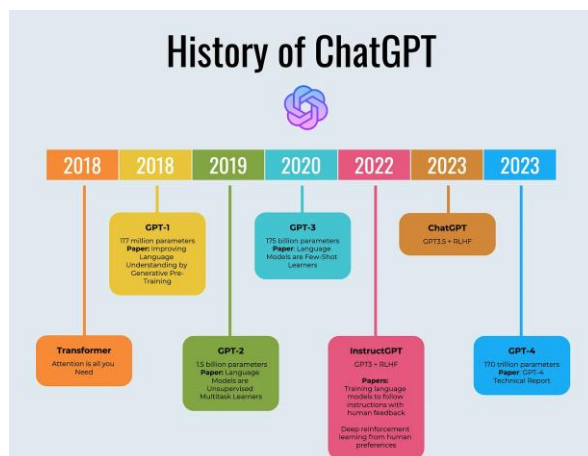 History of ChatGPT
2018
2018
2019
2020
2022
2023
2023
GPT-1
117 million parameters
Paper: Improving
Language
Understanding by
Generative Pre-
Training
GPT-3
175 billion parameters
Paper: Language
Models are Few-Shot
Learners
ChatGPT
GPT3.5 + RLHF
Transformer
Attention is all you
Need
GPT-2
1.5 billion parameters
Paper: Language
Models are
Unsupervised
Multitask Learners
InstructGPT
GPT3 + RLHF
Papers:
Training language
models to follow
instructions with
human feedback
Deep reinforcement
learning from human
preferences
GPT-4
170 trillion parameters
Paper: GPT-4
Technical Report